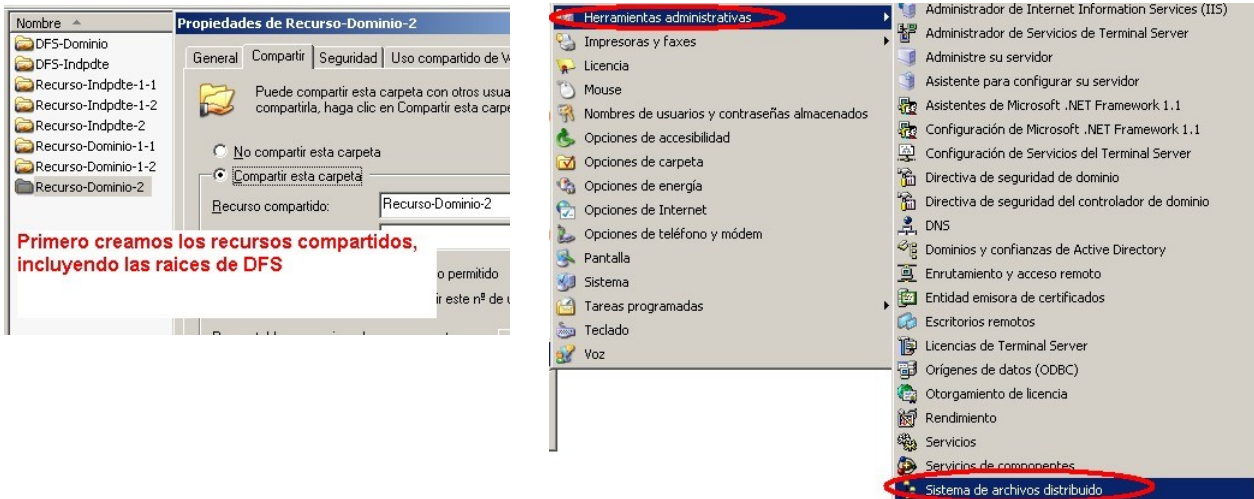 Nombre
DFS-Dominio
DFS-Indpdte
Recurso-Indpdte-1-1
Recurso-Indpdte-1-2
Recurso-Indpdte-2
Recurso-Dominio-1-1
Recurso-Dominio-1-2
Recurso-Dominio-2
Propiedades de Recurso-Dominio-2
General Compartir Seguridad Uso compartido de
Puede compartir esta carpeta con otros
compartirla, haga clic en Compartir esta
No compartir esta carpeta
Compartir esta carpeta
Recurso compartido: Recurso-Dominio-2
Primero creamos los recursos compartidos,
incluyendo las raices de DFS
o permitido
ir este nº de
Herramientas administrativas
Impresoras y faxes
Licencia
Mouse
Nombres de usuarios y contraseñas almacenados
Opciones de accesibilidad
Opciones de carpeta
Opciones de energía
Opciones de Internet
Opciones de teléfono y módem
Pantalla
Sistema
Tareas programadas
Teclado
Voz
Administrador de Internet Information Services (IIS)
Administrador de Servicios de Terminal Server
Administre su servidor
Asistente para configurar su servidor
Asistentes de Microsoft .NET Framework 1.1
Configuración de Microsoft .NET Framework 1.1
Configuración de Servicios del Terminal Server
Directiva de seguridad de dominio
Directiva de seguridad del controlador de dominio
DNS
Dominios y confianzas de Active Directory
Enrutamiento y acceso remoto
Entidad emisora de certificados
Escritorios remotos
Licencias de Terminal Server
Orígenes de datos (ODBC)
Otorgamiento de licencia
Rendimiento
Servicios
Servicios de componentes
Sistema de archivos distribuido